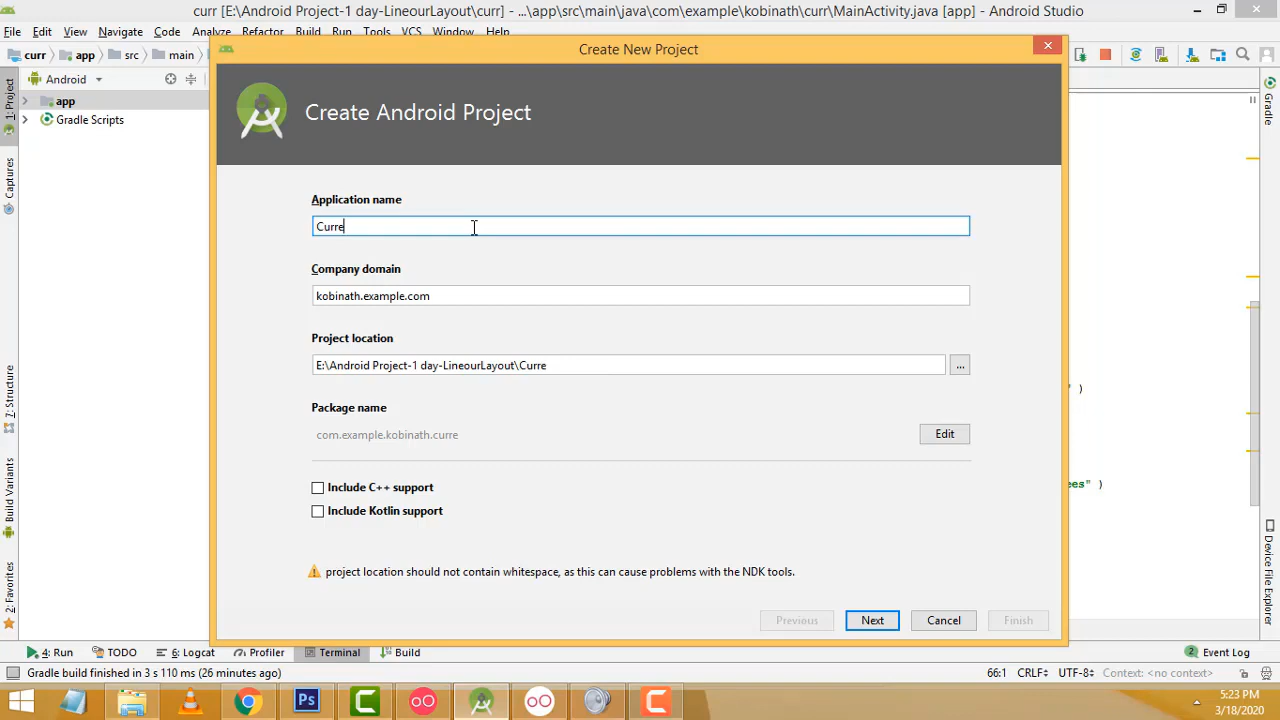 curr [E:\Android Project-1 day-LineourLayout\curr] - ...\app\src\main\java\com\example\kobinath\curr\MainActivity.java [app] - Android Studio
File Edit View Navigate Code Analyze Refactor Build Run Tools VCS Window Help
curr app src main
Create New Project
Android
app
Gradle Scripts
1: Project
Captures
7: Structure
Build Variants
2: Favorites
Gradle
Device File Explorer
Create Android Project
Application name
Curre
Company domain
kobinath.example.com
Project location
E:\Android Project-1 day-LineourLayout\Curre
...
Package name
com.example.kobinath.curre
Edit
Include C++ support
Include Kotlin support
project location should not contain whitespace, as this can cause problems with the NDK tools.
Previous Next Cancel Finish
" )
ees" )
4: Run TODO 6: Logcat Profiler Terminal Build 2 Event Log
Gradle build finished in 3 s 110 ms (26 minutes ago) 66:1 CRLF÷ UTF-8÷ Context: <no context>
Ps
5:23 PM
3/18/2020